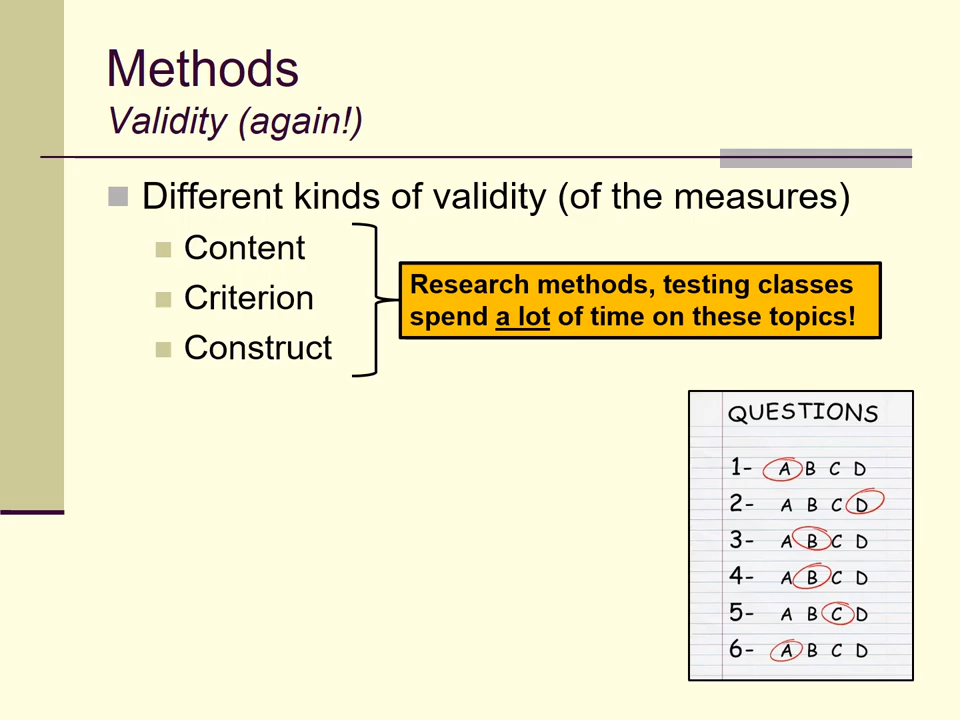 Methods
Validity (again!)
Different kinds of validity (of the measures)
Content
Criterion
Construct
Research methods, testing classes
spend a lot of time on these topics!
QUESTIONS
1- A B C D
2- A B C D
3- A B C D
4- A B C D
5- A B C D
6- A B C D